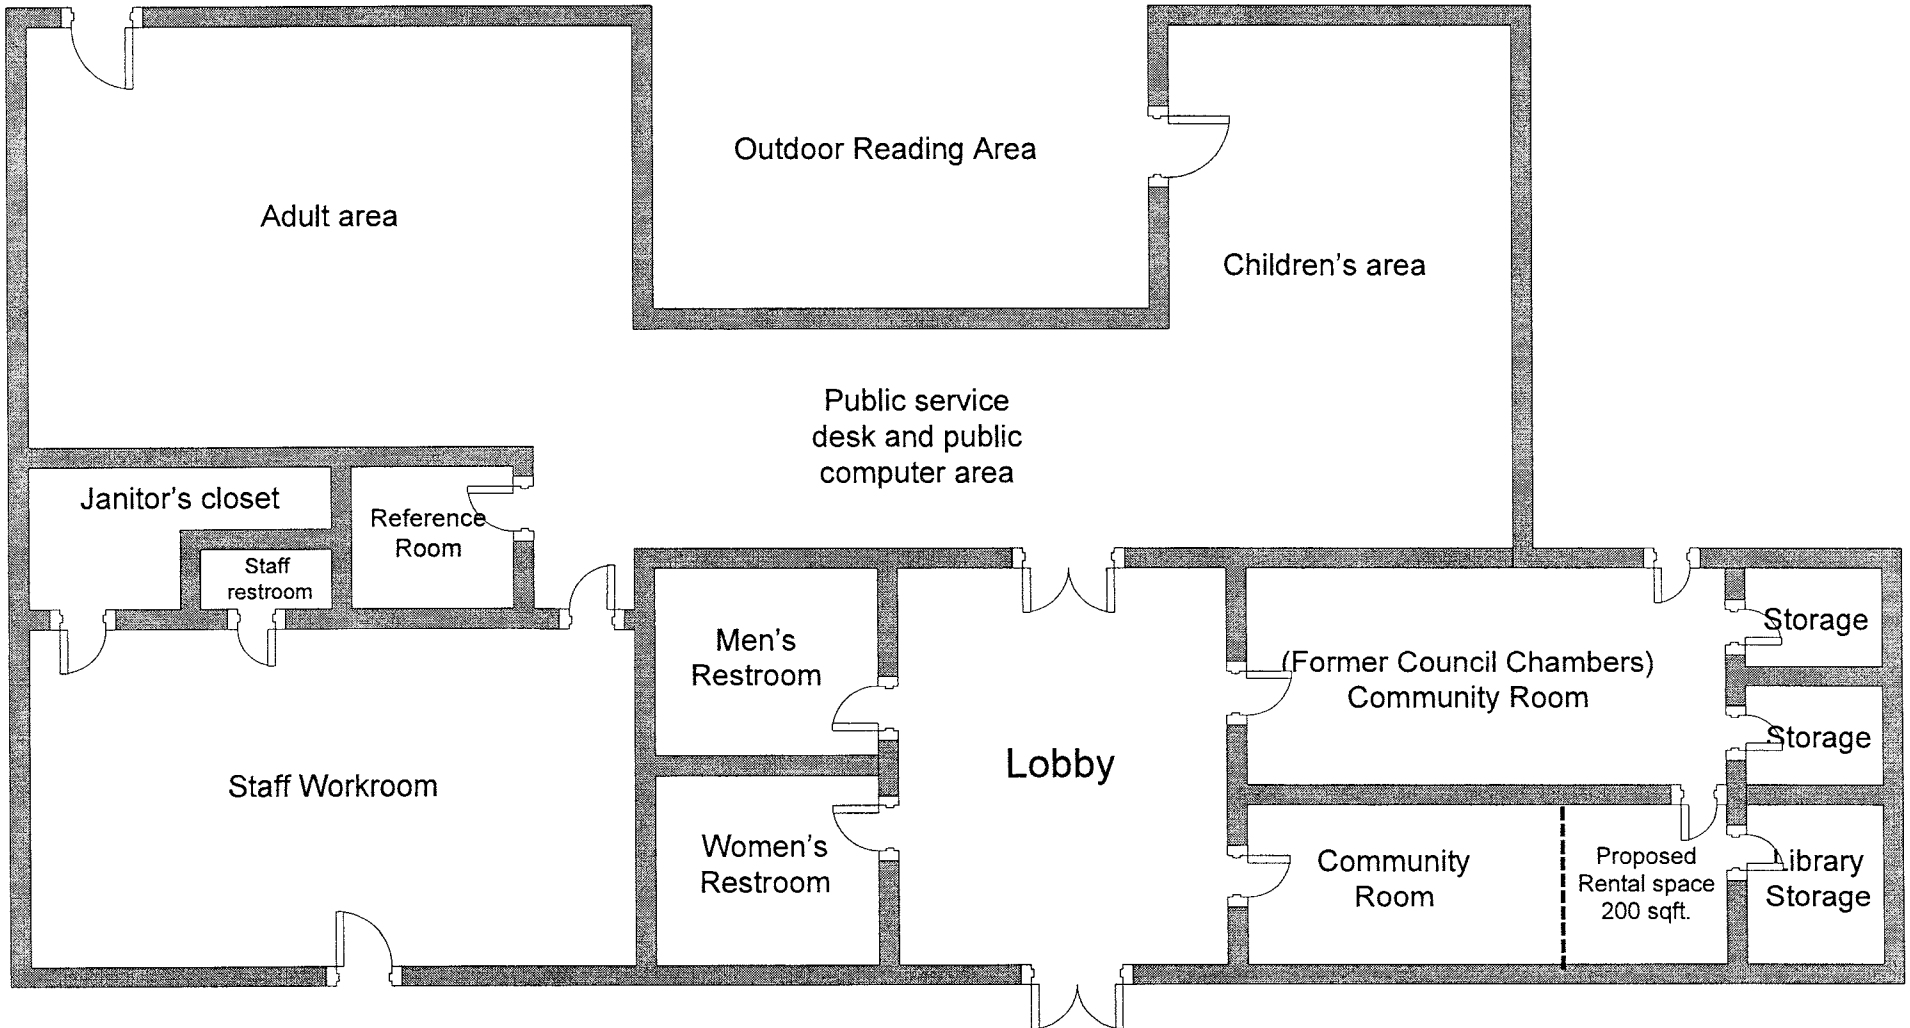 Outdoor Reading Area
Adult area
Children's area
Public service
desk and public
computer area
Janitor's closet
Reference
Room
Staff
restroom
Men's
Restroom
(Former Council Chambers)
Community Room
Storage
Storage
Lobby
Staff Workroom
Women's
Restroom
Community
Room
Proposed
Rental space
200 sqft.
Library
Storage